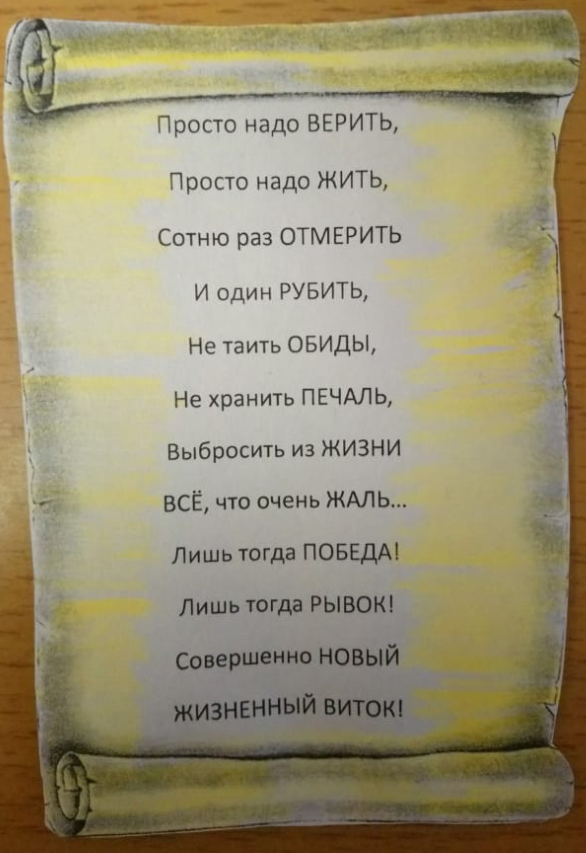 Просто надо ВЕРИТЬ,
Просто надо ЖИТЬ,
Сотню раз ОТМЕРИТЬ
И один РУБИТЬ,
Не таить ОБИДЫ,
Не хранить ПЕЧАЛЬ,
Выбросить из ЖИЗНИ
ВСЁ, что очень ЖАЛЬ...
Лишь тогда ПОБЕДА!
Лишь тогда РЫВОК!
Совершенно НОВЫЙ
ЖИЗНЕННЫЙ ВИТОК!